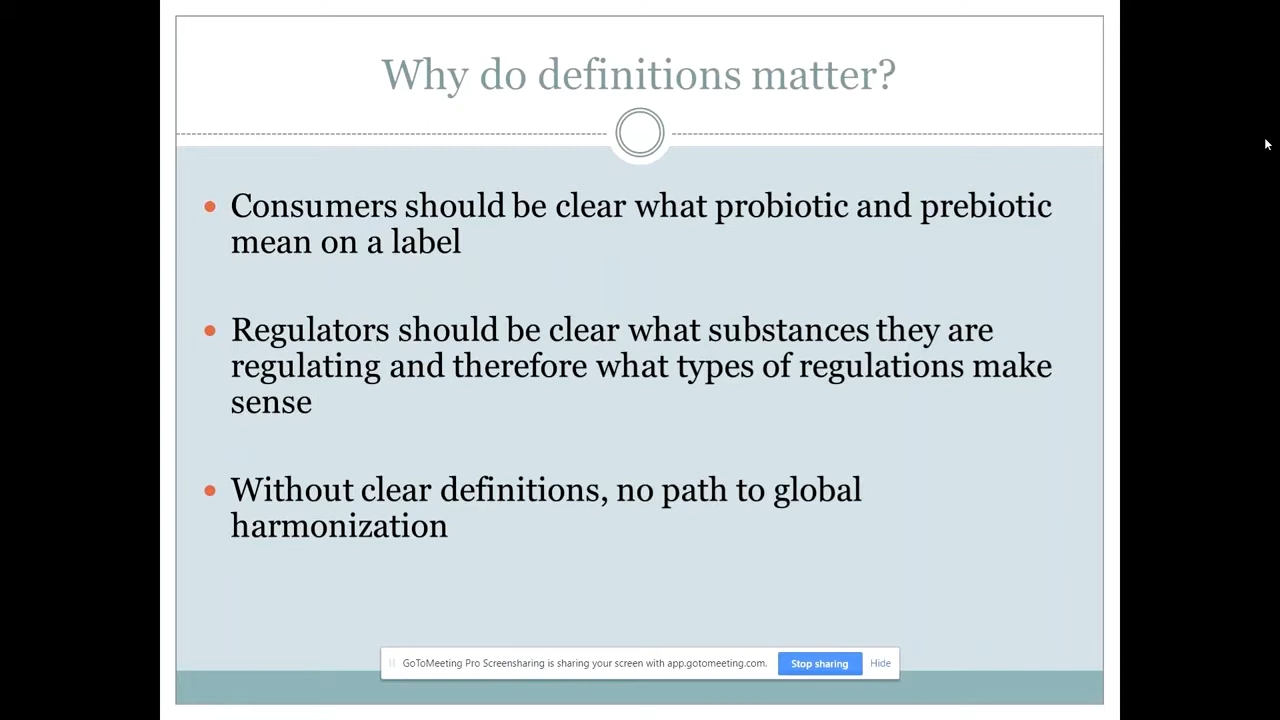 Why do definitions matter?
Consumers should be clear what probiotic and prebiotic
mean on a label
Regulators should be clear what substances they are
regulating and therefore what types of regulations make
sense
Without clear definitions, no path to global
harmonization
GoToMeeting Pro Screensharing is sharing your screen with app.gotomeeting.com. Stop sharing Hide